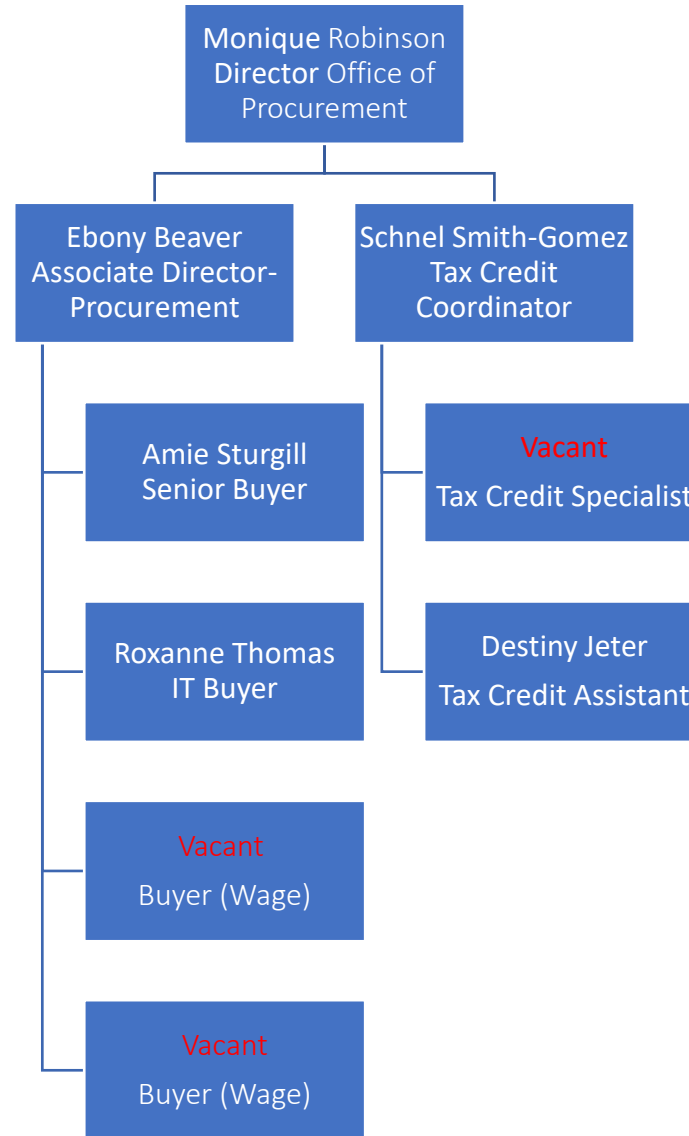 Monique Robinson
Director Office of
Procurement
Ebony Beaver
Associate Director-
Procurement
Schnel Smith-Gomez
Tax Credit
Coordinator
Amie Sturgill
Senior Buyer
Vacant
Tax Credit Specialist
Roxanne Thomas
IT Buyer
Destiny Jeter
Tax Credit Assistant
Vacant
Buyer (Wage)
Vacant
Buyer (Wage)